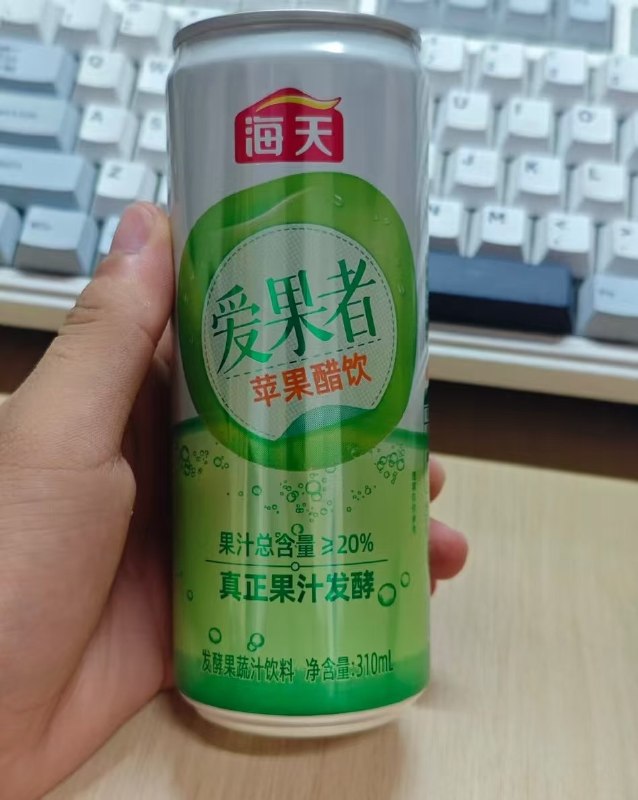 海天
爱果者
苹果醋饮
果汁总含量≥20%
真正果汁发酵
发酵果蔬汁饮料 净含量:310mL